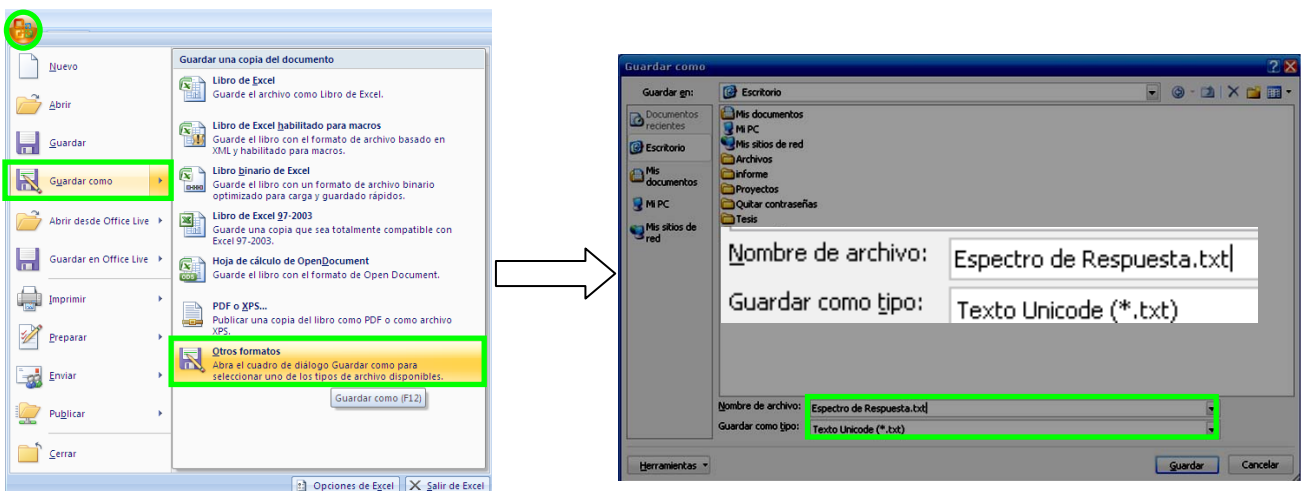 Nuevo
Abrir
Guardar
Guardar como
Abrir desde Office Live
Guardar en Office Live
Imprimir
Preparar
Enviar
Publicar
Cerrar
Guardar una copia del documento
Libro de Excel
Guarde el archivo como Libro de Excel.
Libro de Excel habilitado para macros
Guarde el libro con el formato de archivo basado en
XML y habilitado para macros.
Libro binario de Excel
Guarde el libro con un formato de archivo binario
optimizado para carga y guardado rápidos.
Libro de Excel 97-2003
Guarde una copia que sea totalmente compatible con
Excel 97-2003.
Hoja de cálculo de OpenDocument
Guarde el libro con el formato de Open Document.
PDF o XPS...
Publicar una copia del libro como PDF o como archivo
XPS.
Otros formatos
Abra el cuadro de diálogo Guardar como para
seleccionar uno de los tipos de archivo disponibles.
Guardar como (F12)
Opciones de Excel
Salir de Excel
Guardar como
Guardar en:
Escritorio
Documentos
recientes
Escritorio
Mis
documentos
Mi PC
Mis sitios de
red
Mis documentos
Mi PC
Mis sitios de red
Archivos
informe
Proyectos
Quitar contraseñas
Tesis
Nombre de archivo:
Espectro de Respuesta.txt
Guardar como tipo:
Texto Unicode (*.txt)
Nombre de archivo:
Espectro de Respuesta.txt
Guardar como tipo:
Texto Unicode (*.txt)
Herramientas
Guardar
Cancelar